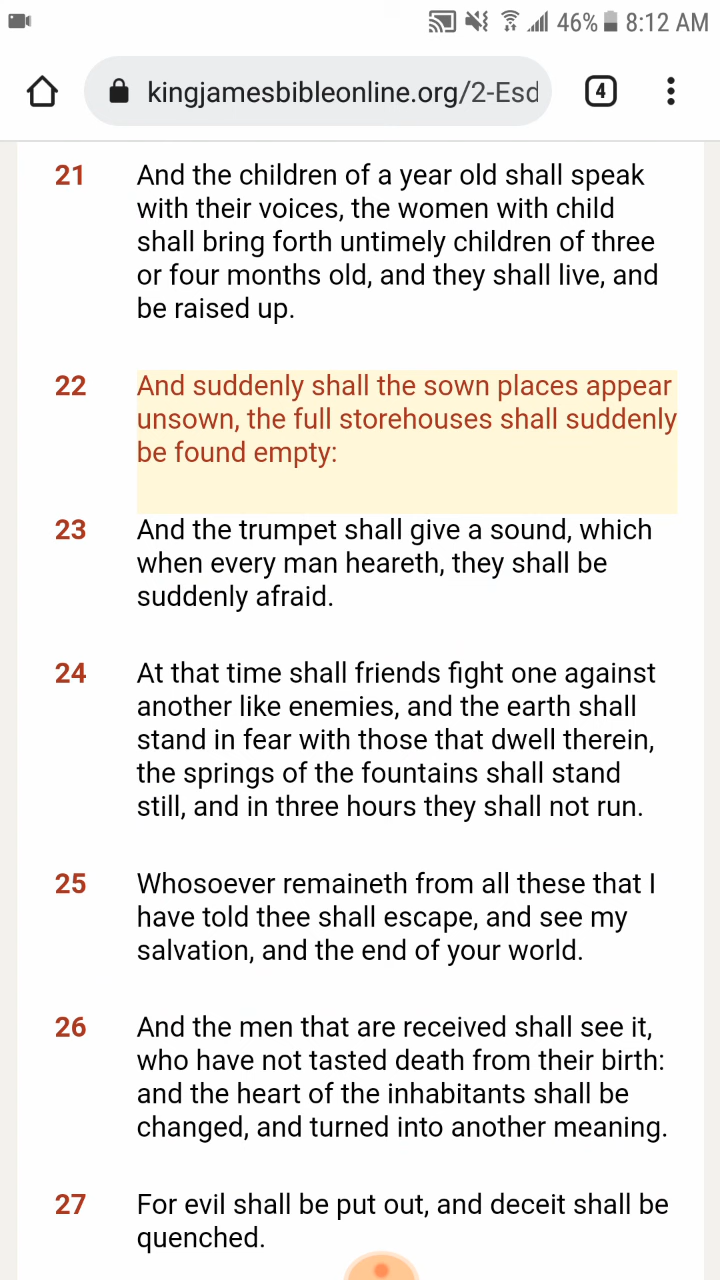 46% 8:12 AM
kingjamesbibleonline.org/2-Esd 4
21 And the children of a year old shall speak
with their voices, the women with child
shall bring forth untimely children of three
or four months old, and they shall live, and
be raised up.
22 And suddenly shall the sown places appear
unsown, the full storehouses shall suddenly
be found empty:
23 And the trumpet shall give a sound, which
when every man heareth, they shall be
suddenly afraid.
24 At that time shall friends fight one against
another like enemies, and the earth shall
stand in fear with those that dwell therein,
the springs of the fountains shall stand
still, and in three hours they shall not run.
25 Whosoever remaineth from all these that I
have told thee shall escape, and see my
salvation, and the end of your world.
26 And the men that are received shall see it,
who have not tasted death from their birth:
and the heart of the inhabitants shall be
changed, and turned into another meaning.
27 For evil shall be put out, and deceit shall be
quenched.